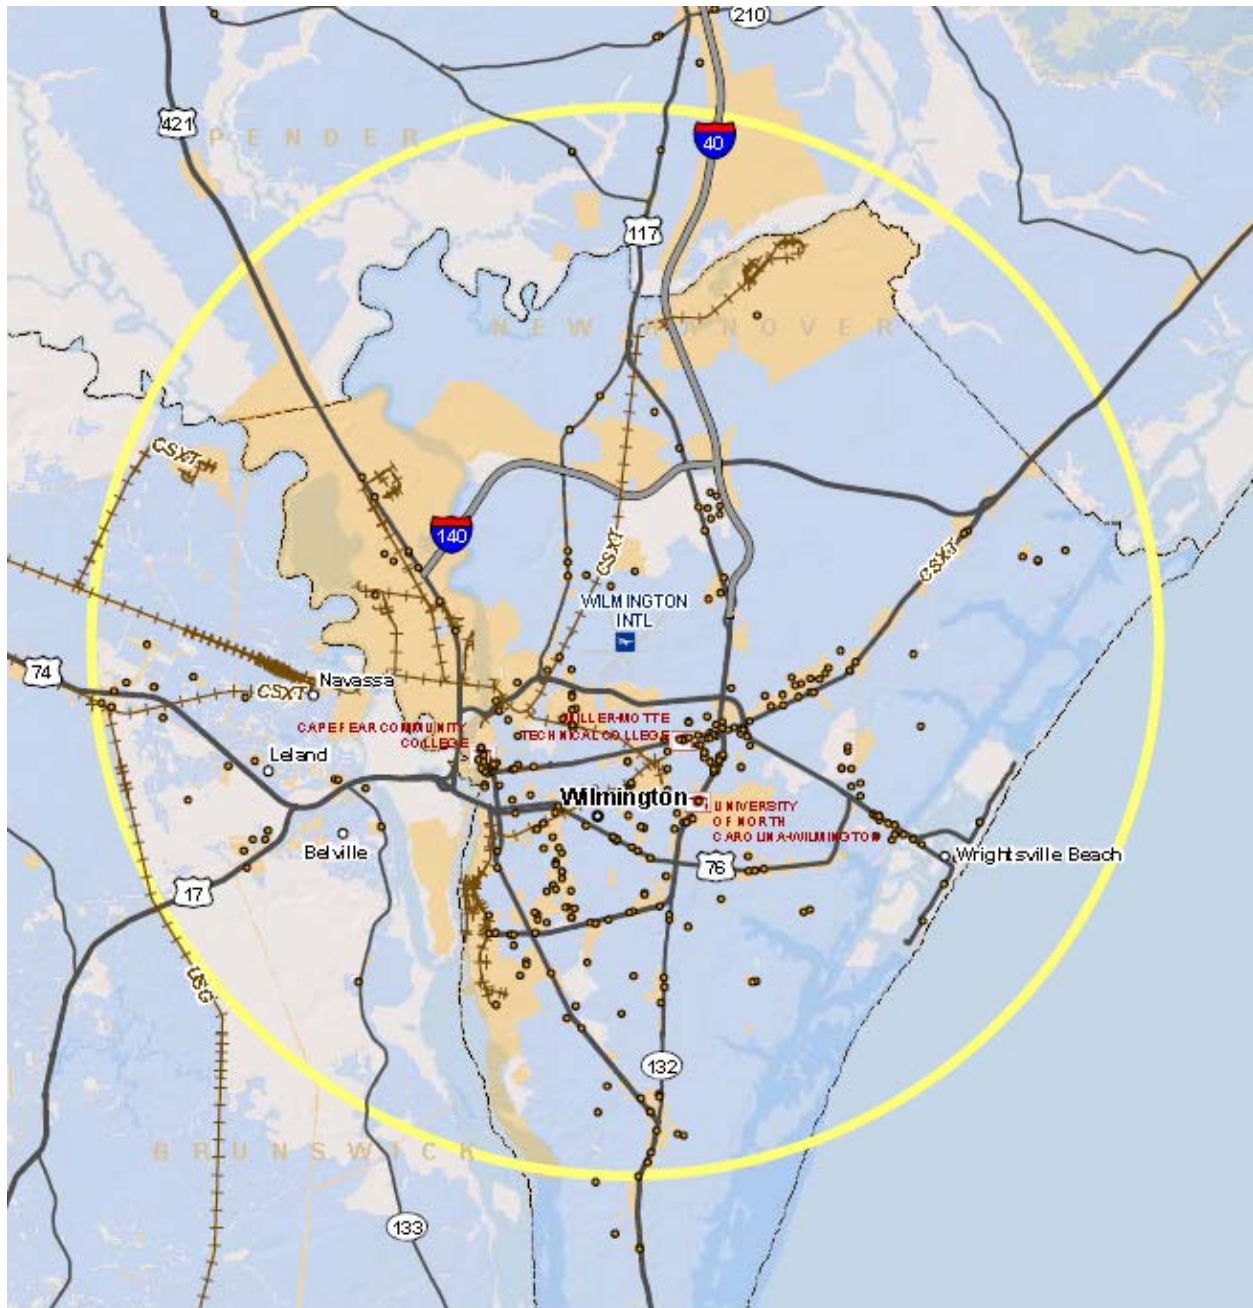 210
421
PENDER
40
117
NEW HANOVER
CSXT
140
CSXT
CSXT
WILMINGTON
INTL
74
Navassa
CSXT
CAPE FEAR COMMUNITY
COLLEGE
MILLER-MOTTE
TECHNICAL COLLEGE
Leland
Wilmington
UNIVERSITY
OF NORTH
CAROLINA-WILMINGTON
Belville
Wrightsville Beach
76
17
USG
132
BRUNSWICK
133